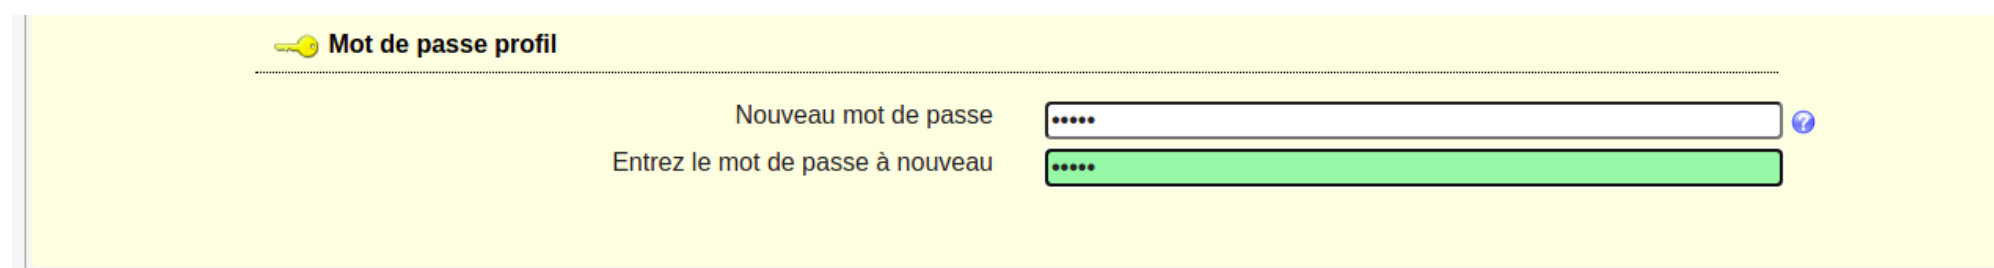 Mot de passe profil
Nouveau mot de passe •••••
Entrez le mot de passe à nouveau •••••